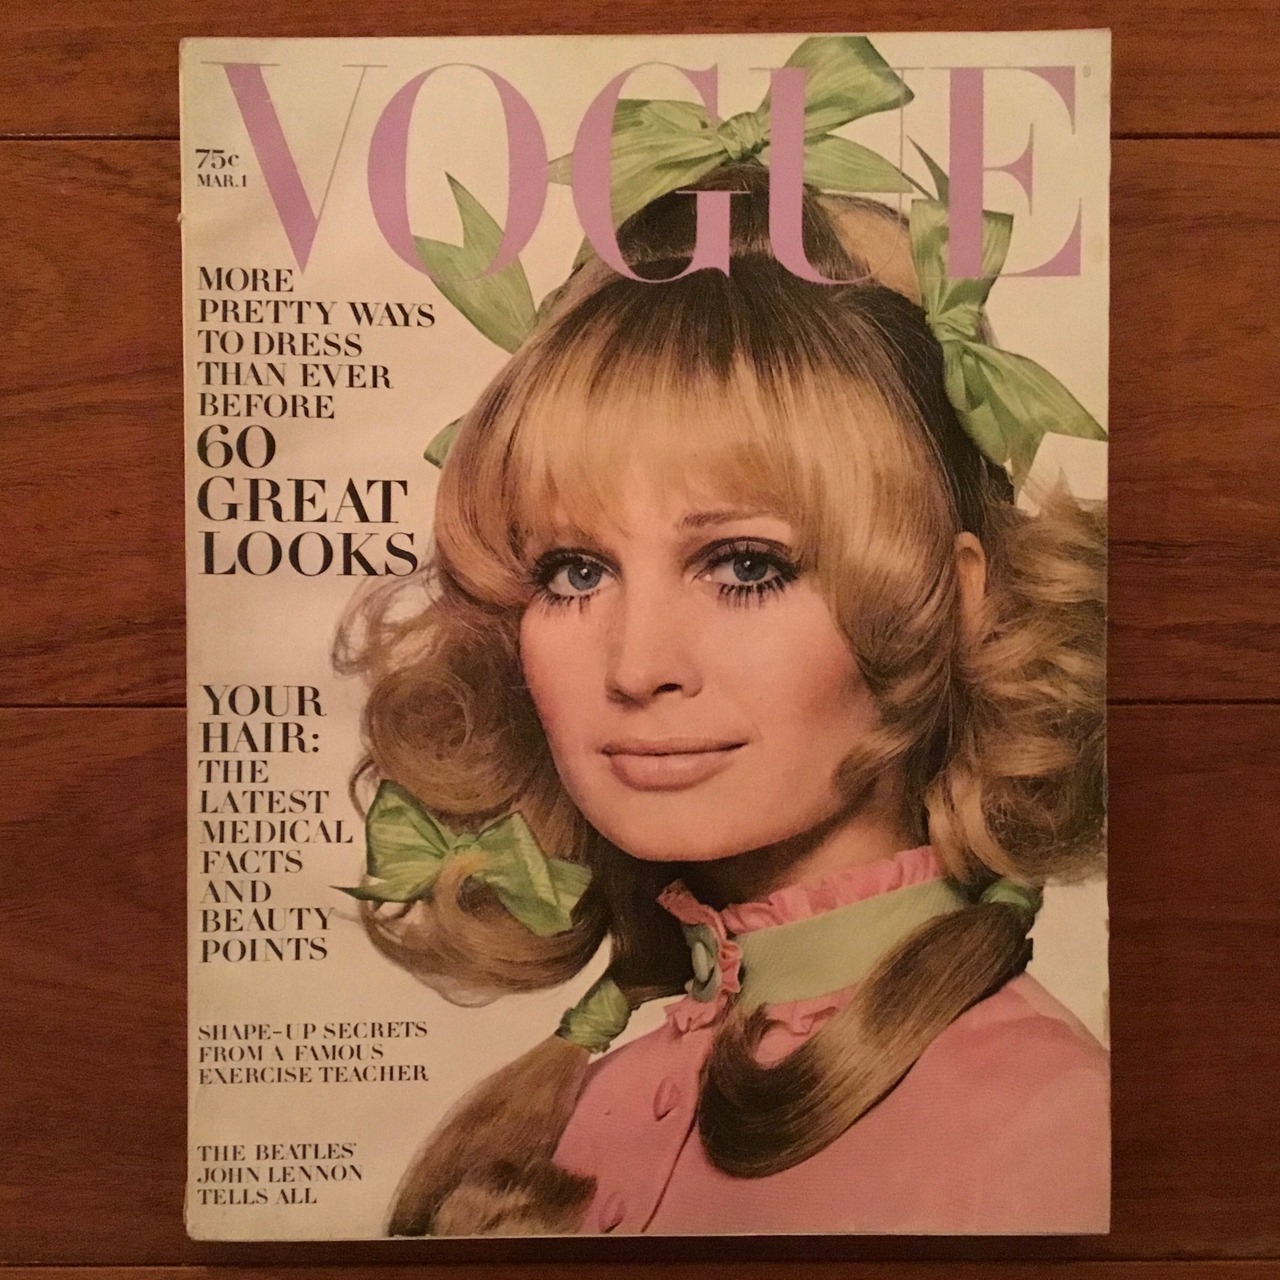 VOGUE
75c
MAR.1
MORE
PRETTY WAYS
TO DRESS
THAN EVER
BEFORE
60
GREAT
LOOKS
YOUR
HAIR:
THE
LATEST
MEDICAL
FACTS
AND
BEAUTY
POINTS
SHAPE-UP SECRETS
FROM A FAMOUS
EXERCISE TEACHER
THE BEATLES'
JOHN LENNON
TELLS ALL